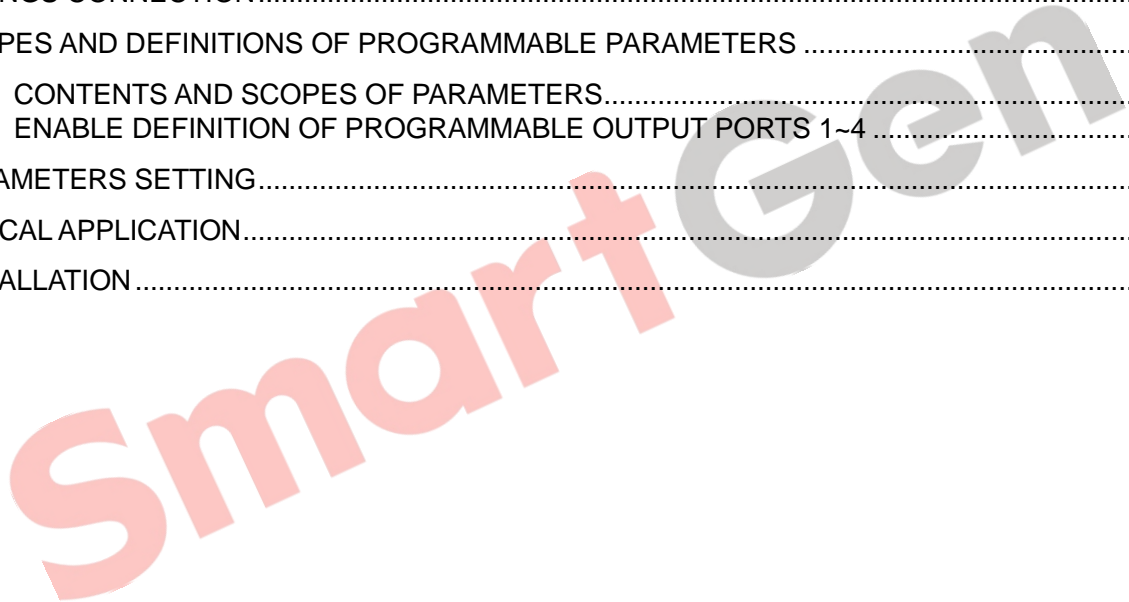 CONNECTION........................................
PES AND DEFINITIONS OF PROGRAMMABLE PARAMETERS ........................................
CONTENTS AND SCOPES OF PARAMETERS........................................
ENABLE DEFINITION OF PROGRAMMABLE OUTPUT PORTS 1~4 ........................................
AMETERS SETTING........................................
CAL APPLICATION........................................
ALLATION ........................................
SmartGen